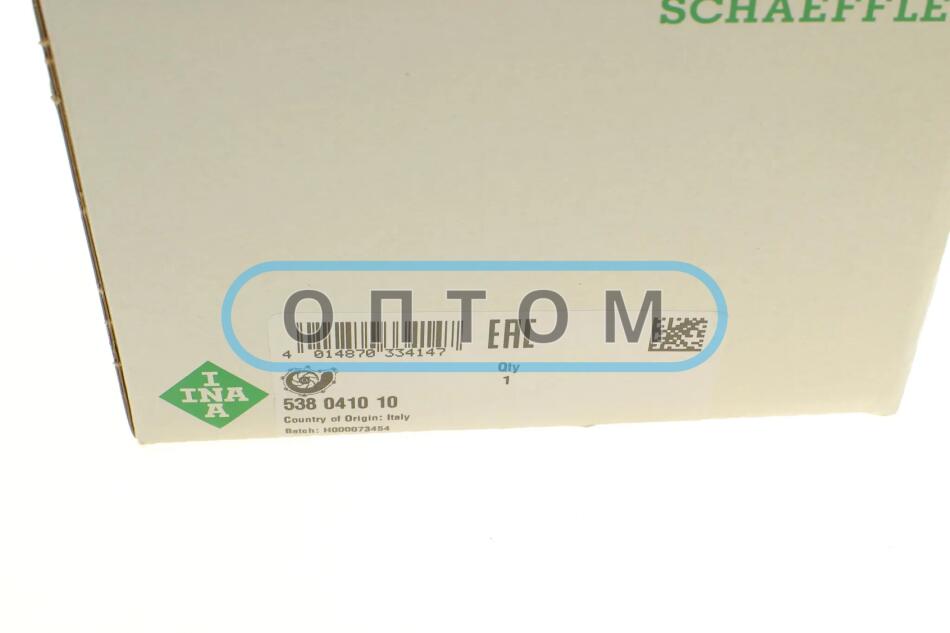 SCHAEFFLE
ОПТОМ
EAC
4 014870 334147
Qty
1
I
INA
A
538 0410 10
Country of Origin: Italy
Batch: H000073454